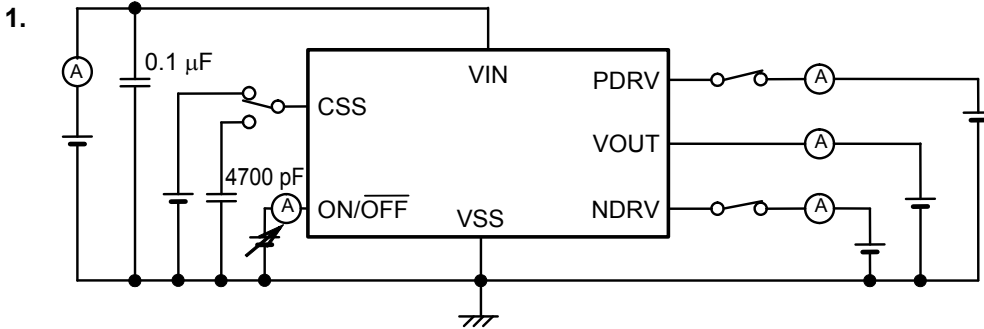 1.
A
0.1 μF
VIN
PDRV
A
CSS
VOUT
A
4700 pF
A
ON/OFF
VSS
NDRV
A